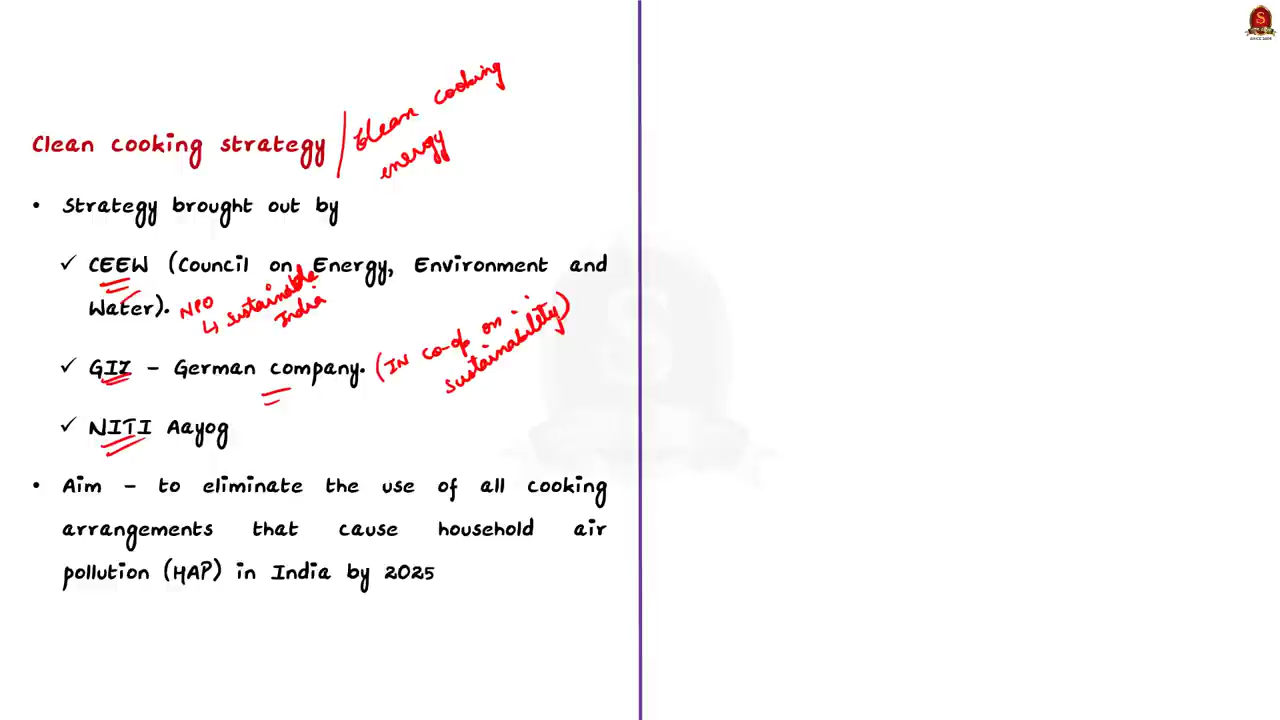 Clean cooking strategy / clean cooking
energy
• Strategy brought out by
✓ CEEW (Council on Energy, Environment and
Water). NPO
↳ sustainable
India
✓ GIZ - German company. (IN co-op on
sustainability)
✓ NITI Aayog
• Aim - to eliminate the use of all cooking
arrangements that cause household air
pollution (HAP) in India by 2025